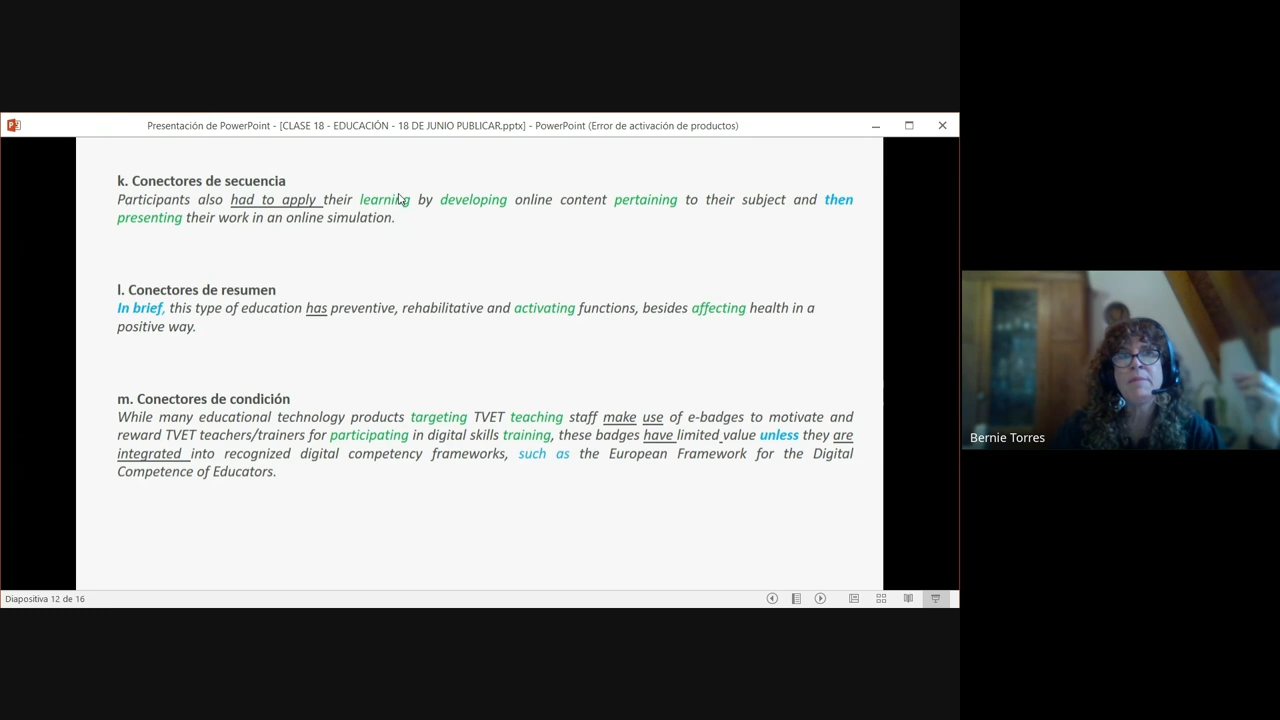 Presentación de PowerPoint - [CLASE 18 - EDUCACIÓN - 18 DE JUNIO PUBLICAR.pptx] - PowerPoint (Error de activación de productos)
k. Conectores de secuencia
Participants also had to apply their learning by developing online content pertaining to their subject and then
presenting their work in an online simulation.
l. Conectores de resumen
In brief, this type of education has preventive, rehabilitative and activating functions, besides affecting health in a
positive way.
m. Conectores de condición
While many educational technology products targeting TVET teaching staff make use of e-badges to motivate and
reward TVET teachers/trainers for participating in digital skills training, these badges have limited value unless they are
integrated into recognized digital competency frameworks, such as the European Framework for the Digital
Competence of Educators.
Bernie Torres
Diapositiva 12 de 16